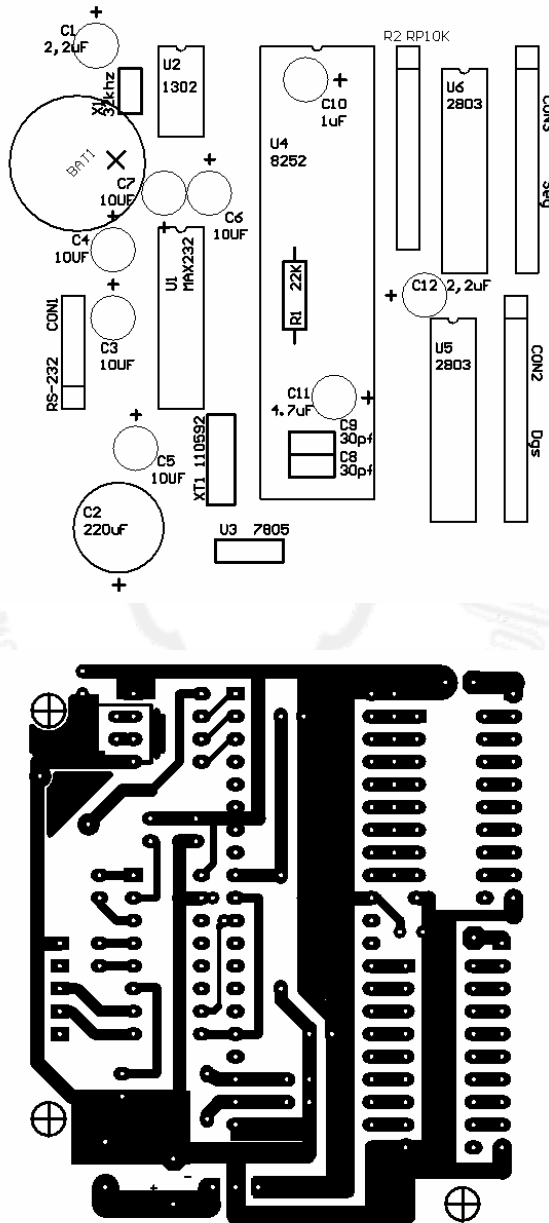 C1
2,2uF
X1
32khz
U2
1302
BAT1
C7
10UF
C6
10UF
C4
10UF
C10
1uF
U4
8252
R2 RP10K
U6
2803
CON3
Seg
U1
MAX232
R1 22K
C12 2,2uF
CON1
RS-232
C3
10UF
U5
2803
CON2
Dgs
C11
4.7uF
C9
30pf
C8
30pf
C5
10UF
XT1 110592
C2
220uF
U3 7805